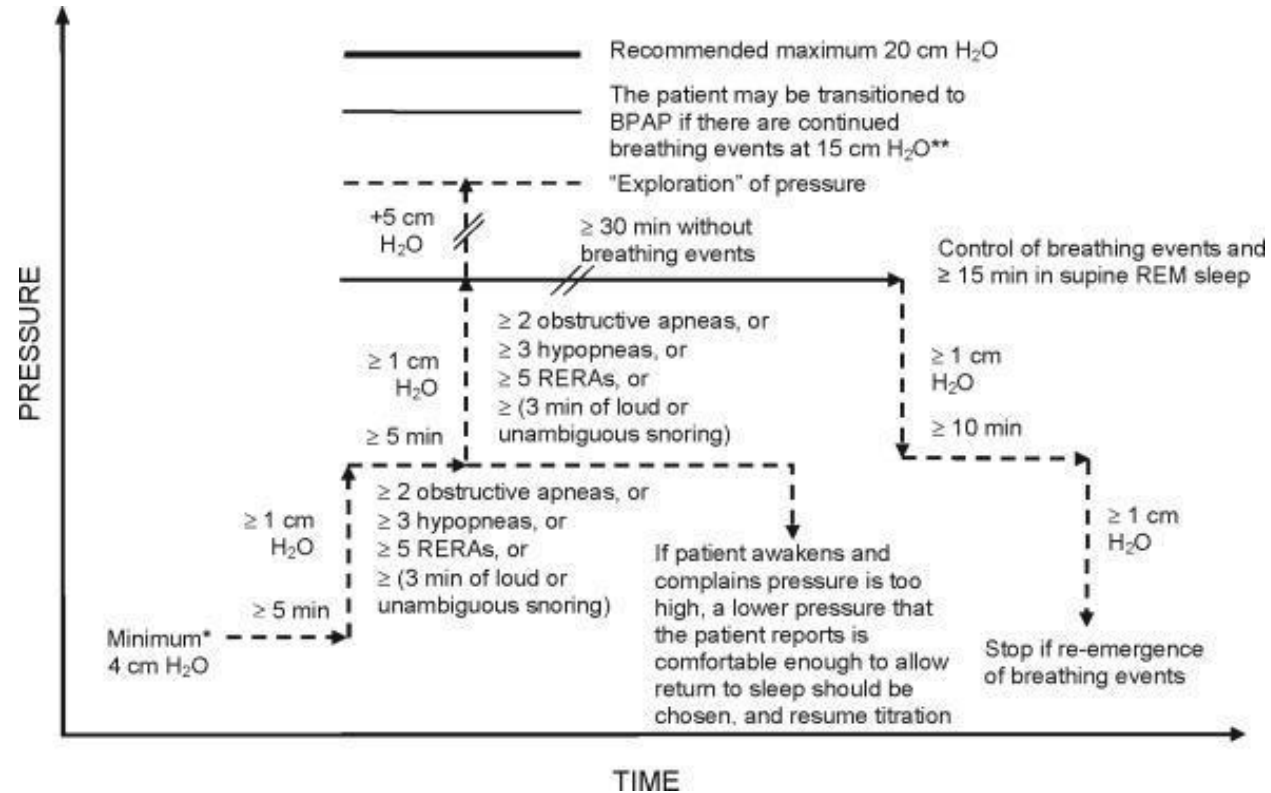 Recommended maximum 20 cm H₂O
The patient may be transitioned to
BPAP if there are continued
breathing events at 15 cm H₂O**
"Exploration" of pressure
+5 cm
H₂O
≥ 30 min without
breathing events
Control of breathing events and
≥ 15 min in supine REM sleep
≥ 2 obstructive apneas, or
≥ 3 hypopneas, or
≥ 5 RERAs, or
≥ (3 min of loud or
unambiguous snoring)
≥ 1 cm
H₂O
≥ 5 min
≥ 1 cm
H₂O
≥ 10 min
≥ 2 obstructive apneas, or
≥ 3 hypopneas, or
≥ 5 RERAs, or
≥ (3 min of loud or
unambiguous snoring)
≥ 1 cm
H₂O
≥ 5 min
Minimum*
4 cm H₂O
If patient awakens and
complains pressure is too
high, a lower pressure that
the patient reports is
comfortable enough to allow
return to sleep should be
chosen, and resume titration
≥ 1 cm
H₂O
Stop if re-emergence
of breathing events
PRESSURE
TIME